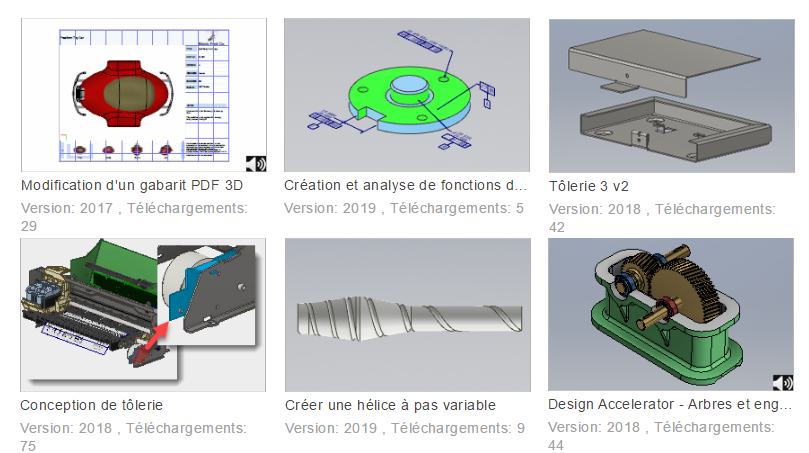 Modification d'un gabarit PDF 3D
Version: 2017 , Téléchargements:
29
Création et analyse de fonctions d...
Version: 2019 , Téléchargements: 5
Tôlerie 3 v2
Version: 2018 , Téléchargements:
42
Conception de tôlerie
Version: 2018 , Téléchargements:
75
Créer une hélice à pas variable
Version: 2019 , Téléchargements: 9
Design Accelerator - Arbres et eng...
Version: 2018 , Téléchargements:
44